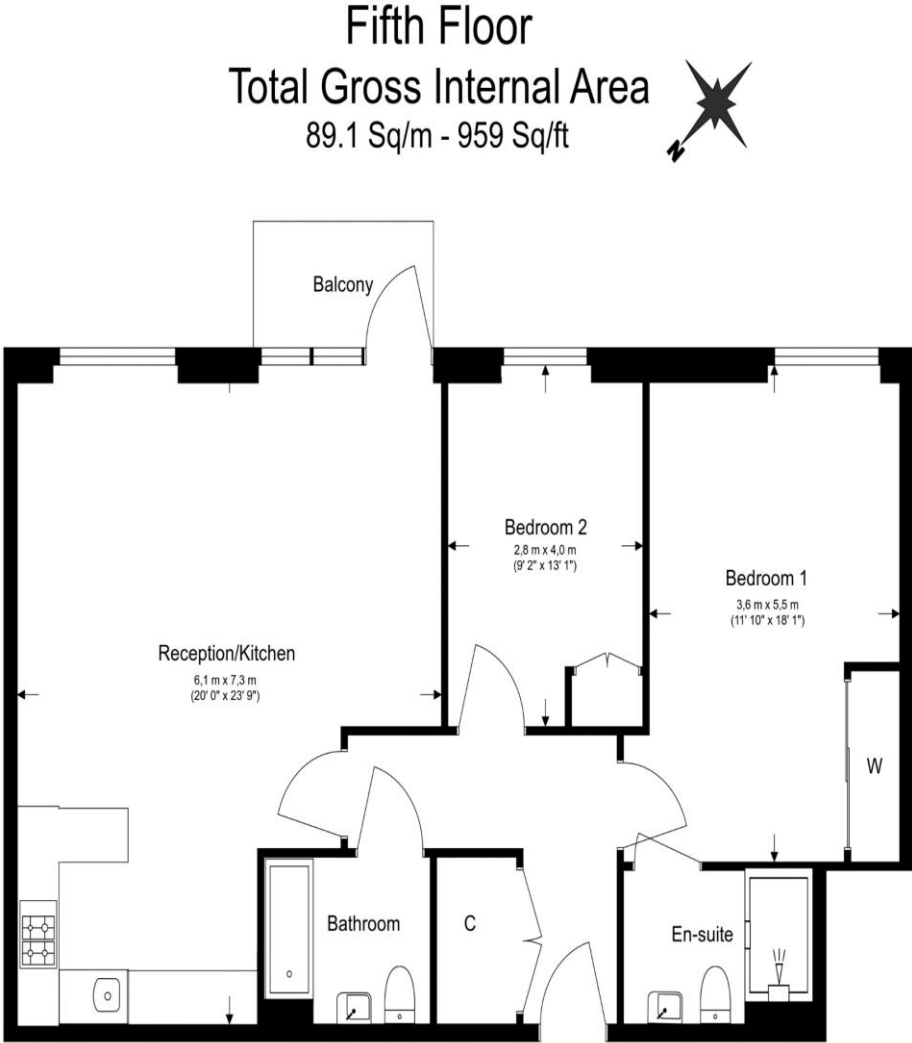 Fifth Floor
Total Gross Internal Area
89.1 Sq/m - 959 Sq/ft
N
Balcony
Bedroom 2
2,8 m x 4,0 m
(9' 2" x 13' 1")
Bedroom 1
3,6 m x 5,5 m
(11' 10" x 18' 1")
Reception/Kitchen
6,1 m x 7,3 m
(20' 0" x 23' 9")
W
Bathroom
C
En-suite